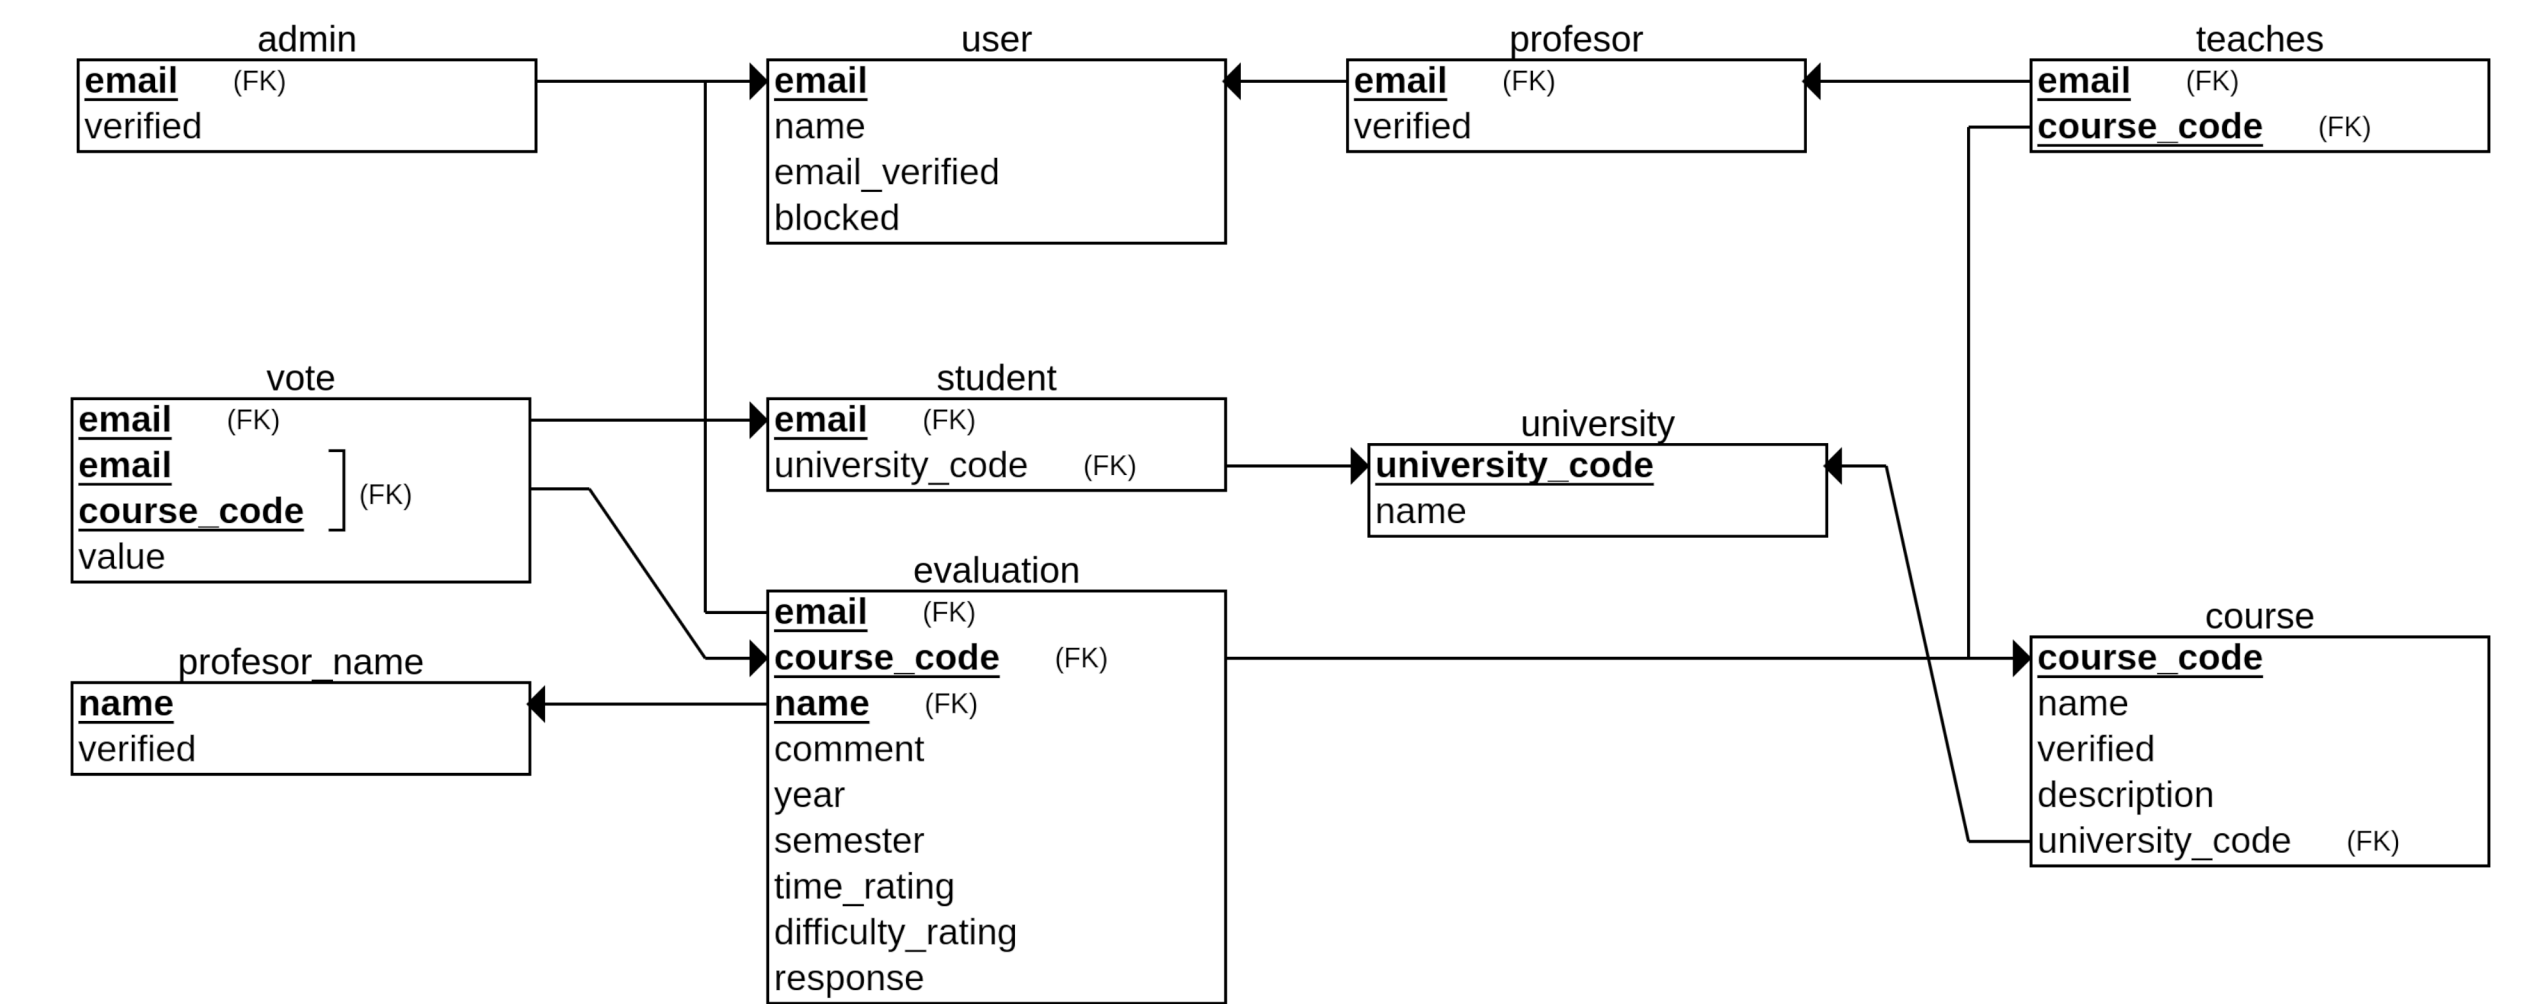 admin
email (FK)
verified
user
email
name
email_verified
blocked
profesor
email (FK)
verified
teaches
email (FK)
course_code (FK)
vote
email (FK)
email
course_code
(FK)
value
student
email (FK)
university_code (FK)
university
university_code
name
profesor_name
name
verified
evaluation
email (FK)
course_code (FK)
name (FK)
comment
year
semester
time_rating
difficulty_rating
response
course
course_code
name
verified
description
university_code (FK)